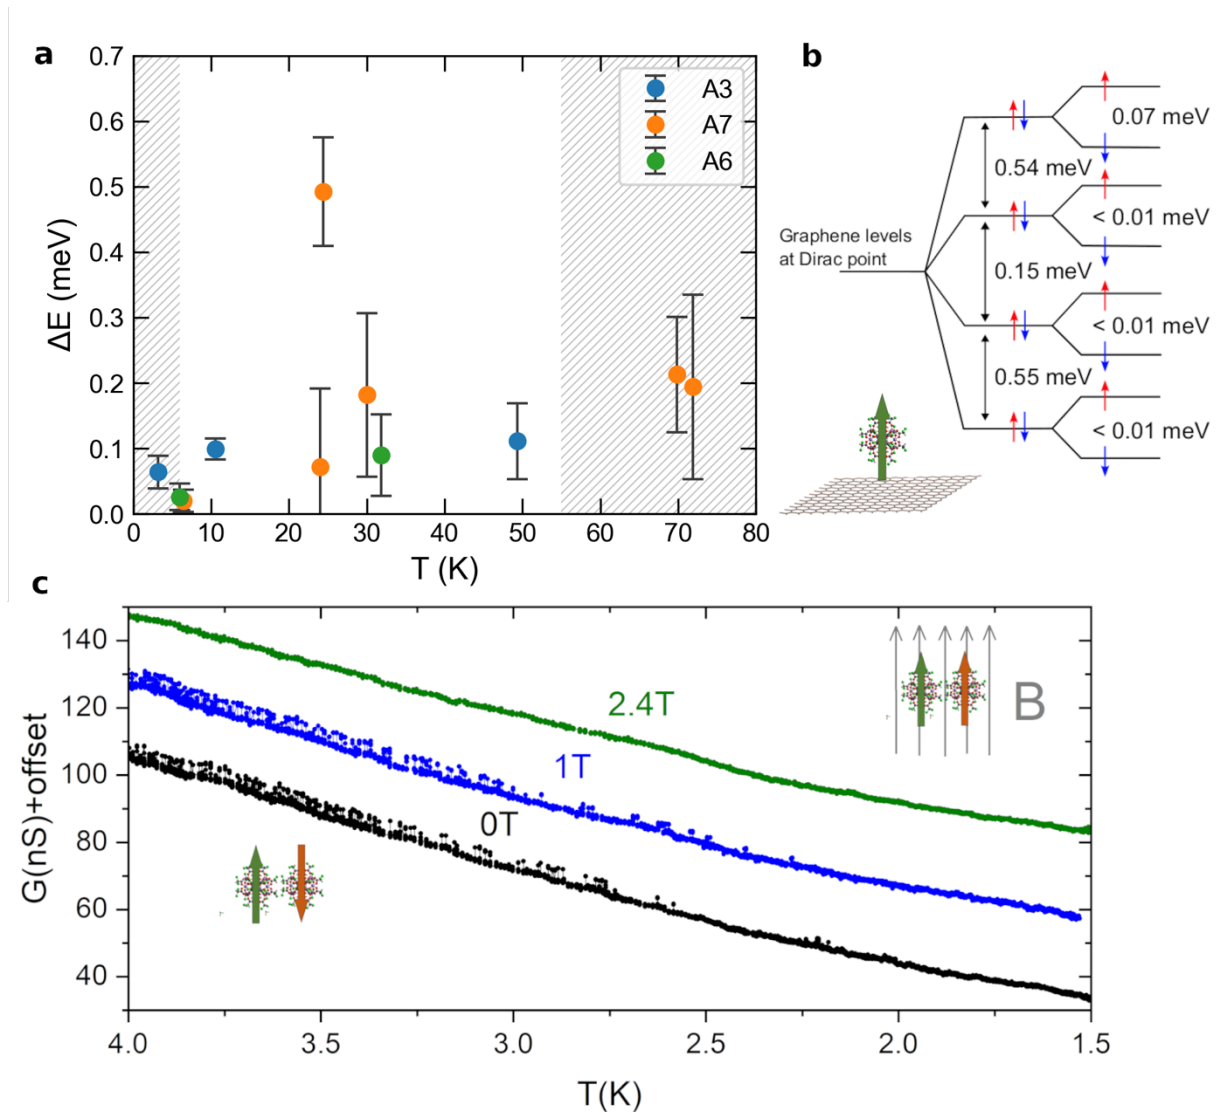 a
0.7
0.6
0.5
0.4
0.3
0.2
0.1
0.0
ΔE (meV)
0 10 20 30 40 50 60 70 80
T (K)
A3
A7
A6
b
Graphene levels
at Dirac point
0.54 meV
0.15 meV
0.55 meV
0.07 meV
< 0.01 meV
< 0.01 meV
< 0.01 meV
c
140
120
100
80
60
40
G(nS)+offset
2.4T
1T
0T
B
4.0 3.5 3.0 2.5 2.0 1.5
T(K)